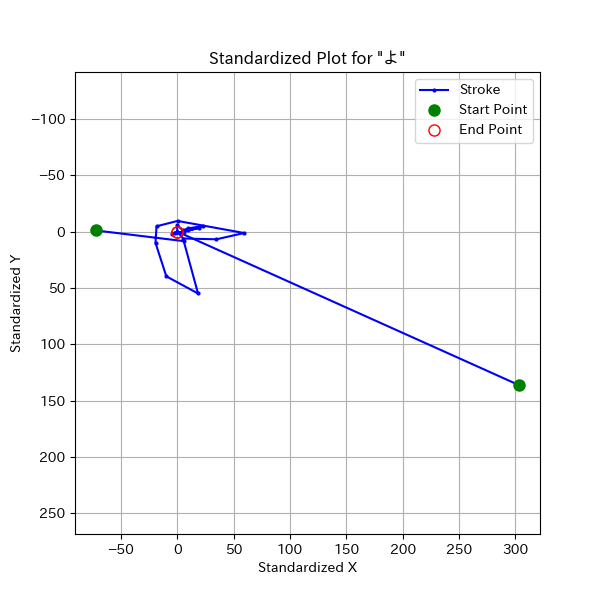 Standardized Plot for "よ"
Stroke
Start Point
End Point
−100
−50
0
50
100
150
200
250
Standardized Y
−50 0 50 100 150 200 250 300
Standardized X